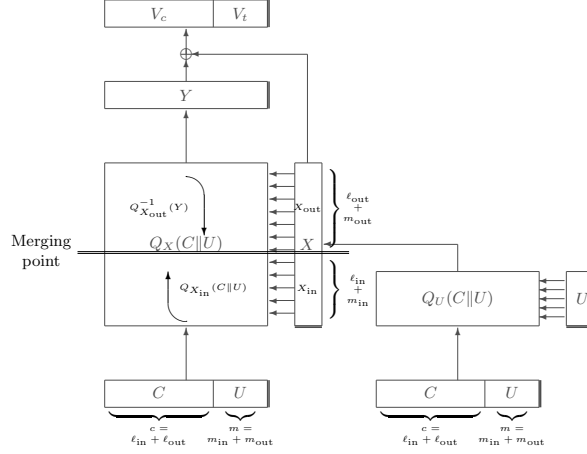 V_c V_t
⊕
Y
Q^{-1}_{X_out}(Y)
X_out
ℓ_out
+
m_out
Merging
point
Q_X(C∥U)
X
Q_{X_in}(C∥U)
X_in
ℓ_in
+
m_in
Q_U(C∥U)
U
C U
C U
c =
ℓ_in + ℓ_out
m =
m_in + m_out
c =
ℓ_in + ℓ_out
m =
m_in + m_out